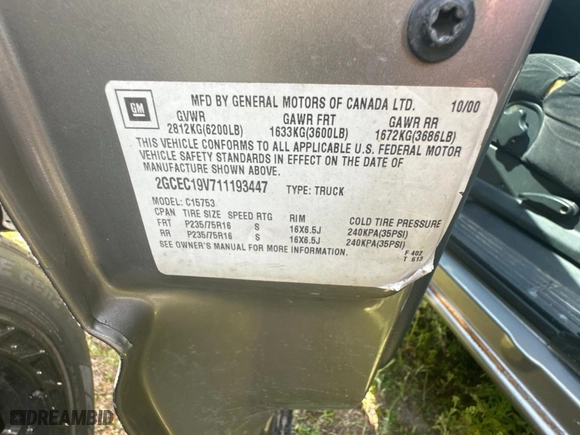 GM
MFD BY GENERAL MOTORS OF CANADA LTD. 10/00
GVWR GAWR FRT GAWR RR
2812KG(6200LB) 1633KG(3600LB) 1672KG(3686LB)
THIS VEHICLE CONFORMS TO ALL APPLICABLE U.S. FEDERAL MOTOR
VEHICLE SAFETY STANDARDS IN EFFECT ON THE DATE OF
MANUFACTURE SHOWN ABOVE.
2GCEC19V711193447 TYPE: TRUCK
MODEL: C15753
CPAN TIRE SIZE SPEED RTG RIM COLD TIRE PRESSURE
FRT P235/75R16 S 16X6.5J 240KPA(35PSI)
RR P235/75R16 S 16X6.5J 240KPA(35PSI)
SEE OWNER'S MANUAL FOR MORE INFORMATION.
F 402
T 613
DREAMBID